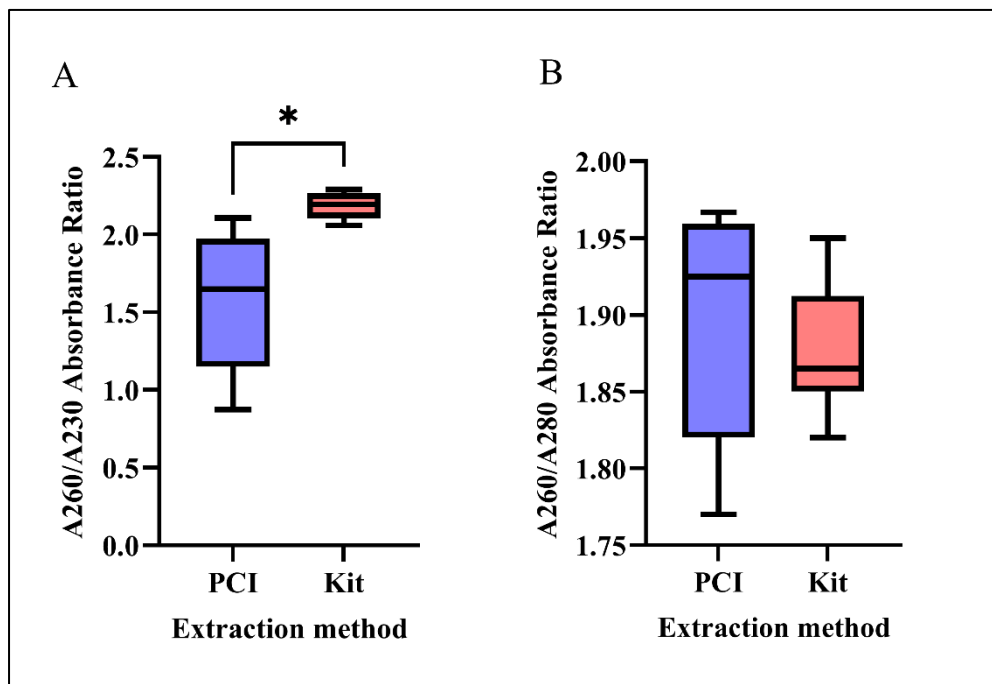 A
*
A260/A230 Absorbance Ratio
2.5
2.0
1.5
1.0
0.5
0.0
PCI Kit
Extraction method
B
A260/A280 Absorbance Ratio
2.00
1.95
1.90
1.85
1.80
1.75
PCI Kit
Extraction method